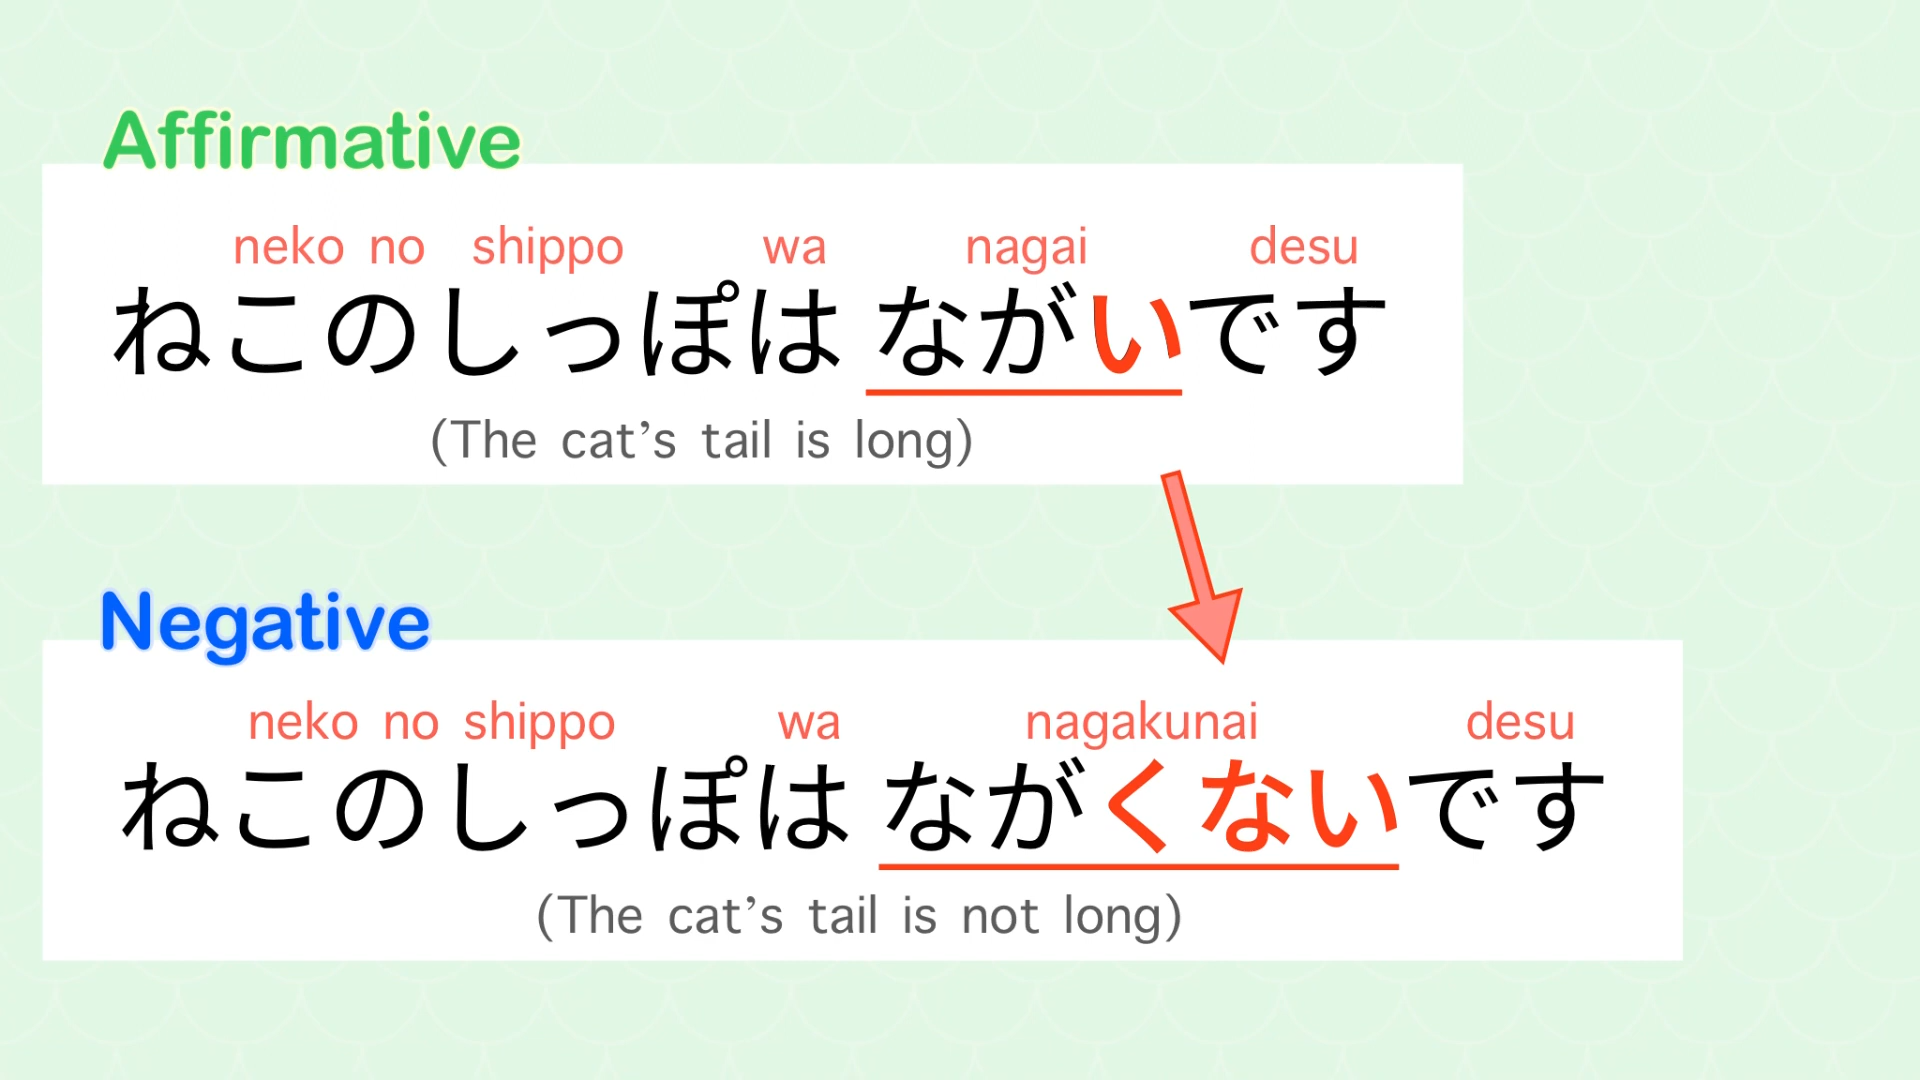 Affirmative
neko no shippo wa nagai desu
ねこのしっぽは ながいです
(The cat’s tail is long)
Negative
neko no shippo wa nagakunai desu
ねこのしっぽは ながくないです
(The cat’s tail is not long)